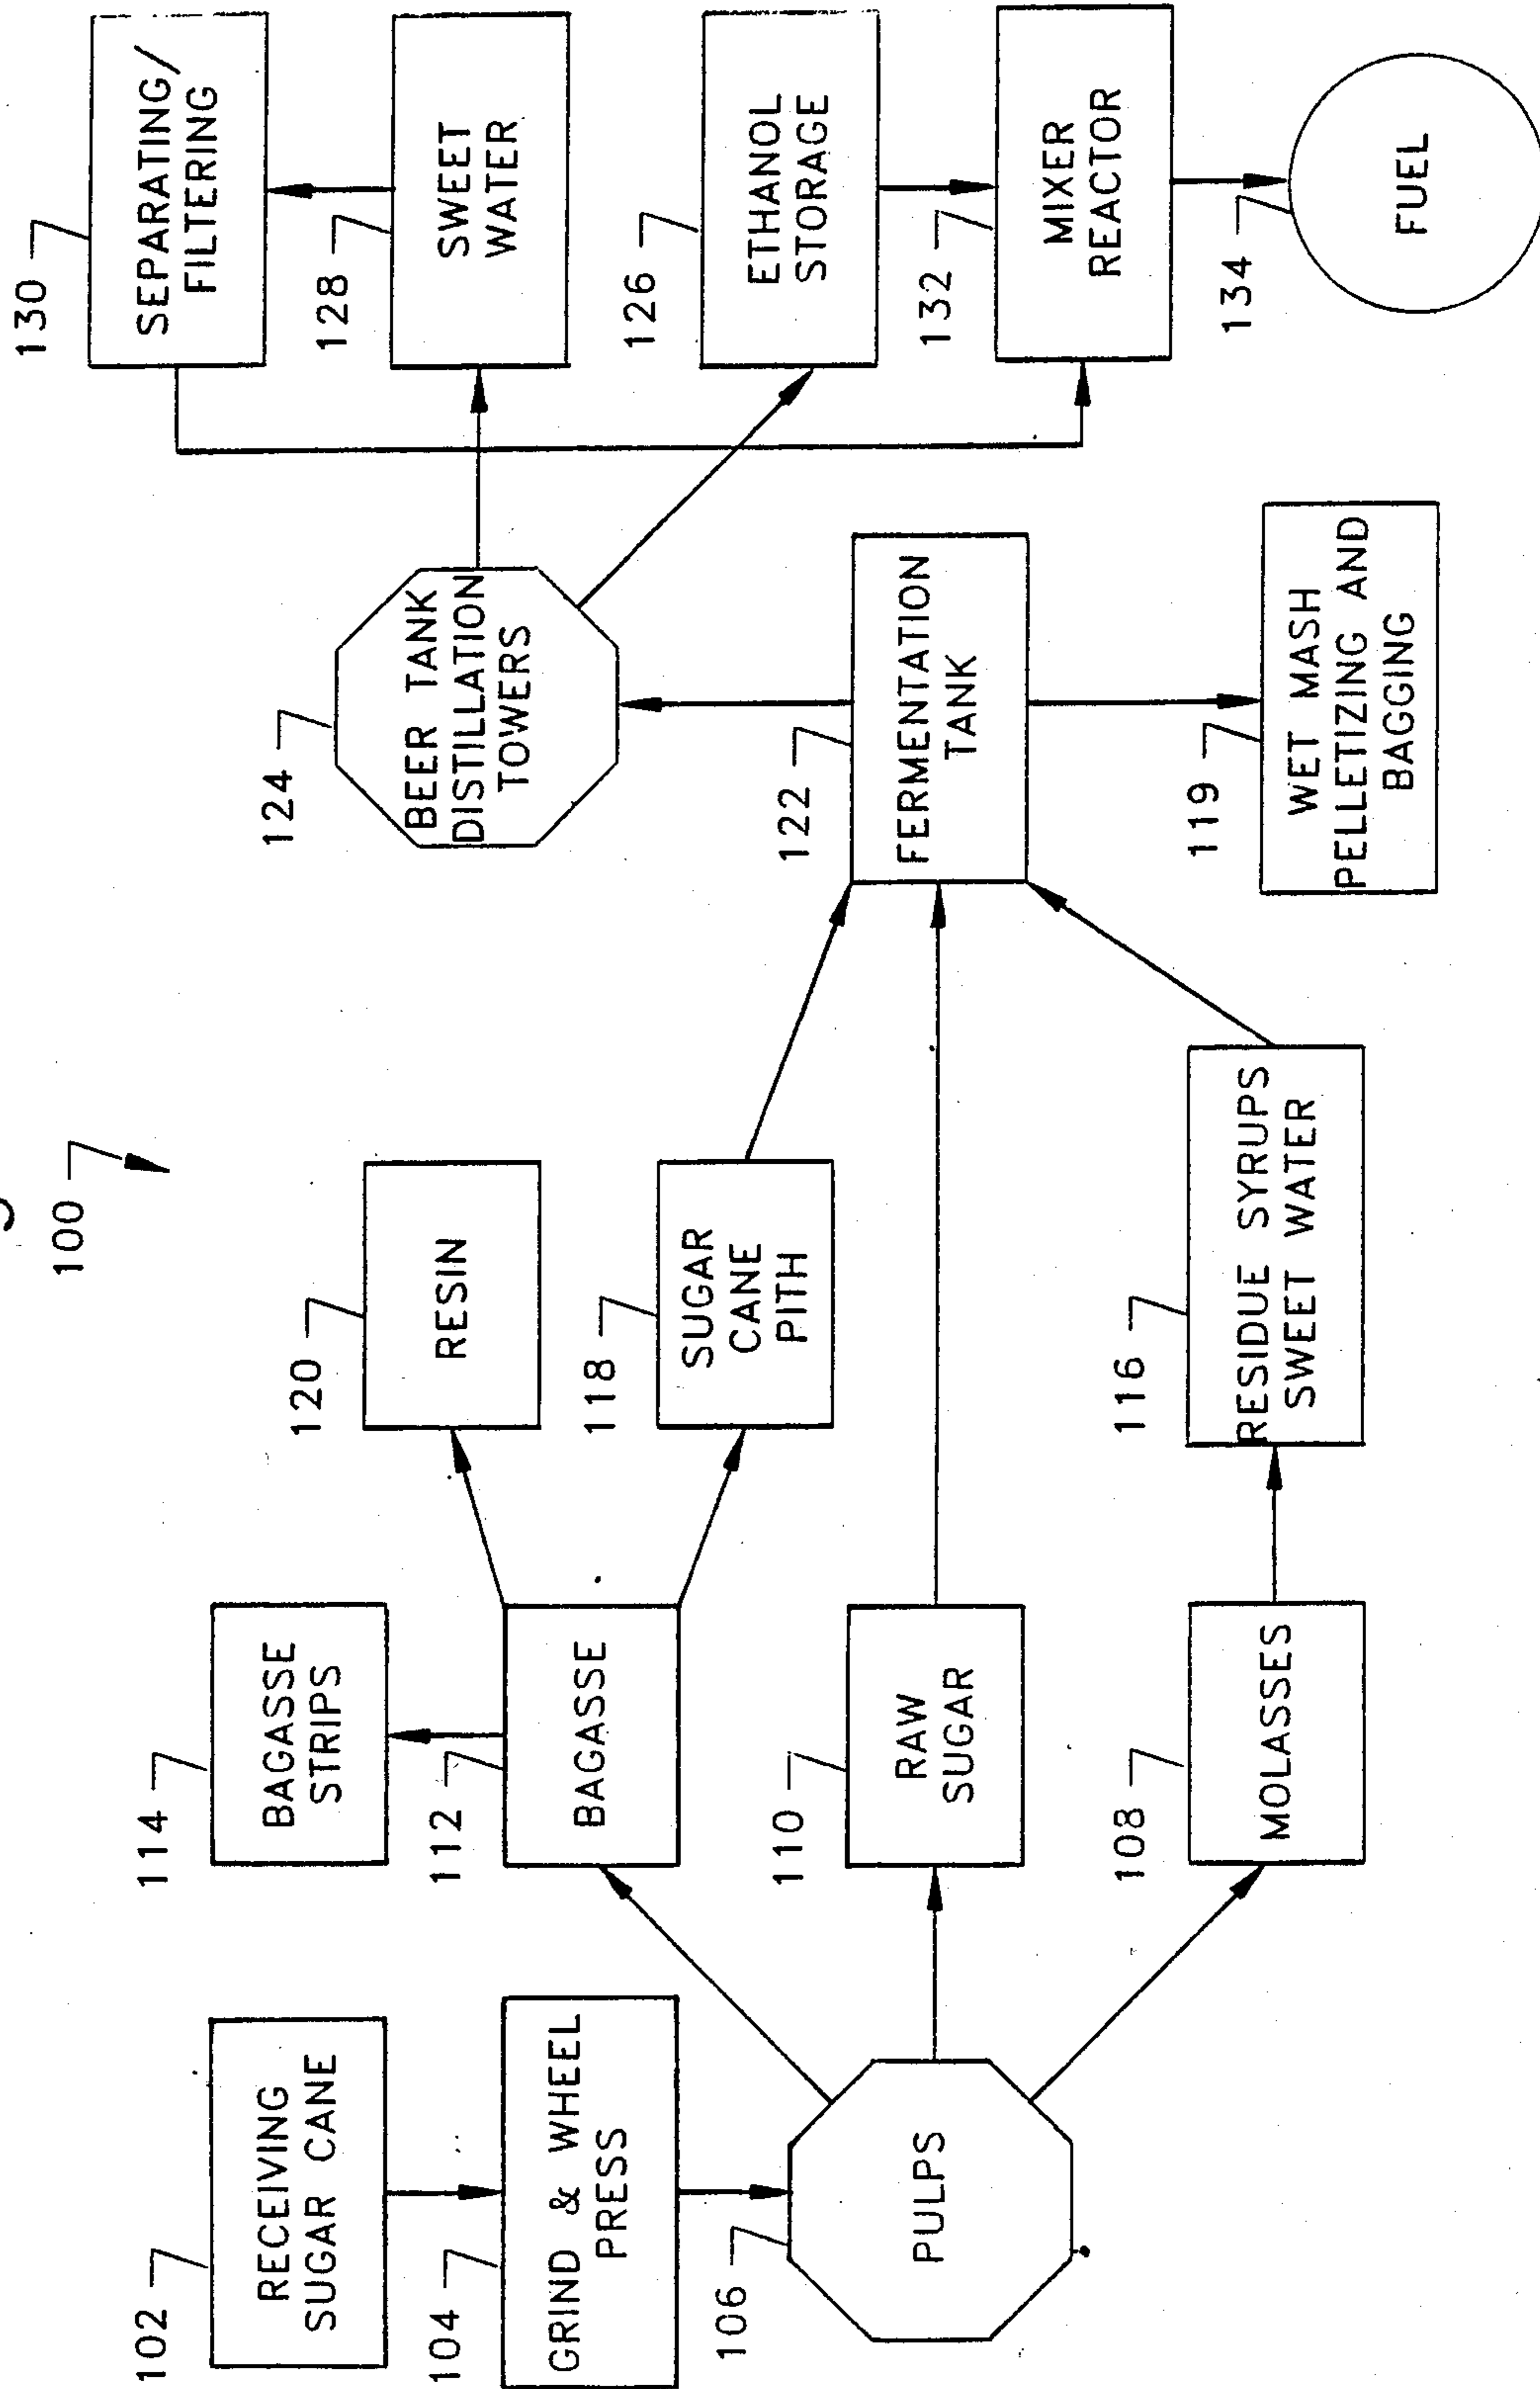 100
102
RECEIVING
SUGAR CANE
104
GRIND & WHEEL
PRESS
106
PULPS
114
BAGASSE
STRIPS
112
BAGASSE
110
RAW
SUGAR
108
MOLASSES
120
RESIN
118
SUGAR
CANE
PITH
116
RESIDUE SYRUPS
SWEET WATER
124
BEER TANK
DISTILLATION
TOWERS
122
FERMENTATION
TANK
119
WET MASH
PELLETIZING AND
BAGGING
130
SEPARATING/
FILTERING
128
SWEET
WATER
126
ETHANOL
STORAGE
132
MIXER
REACTOR
134
FUEL